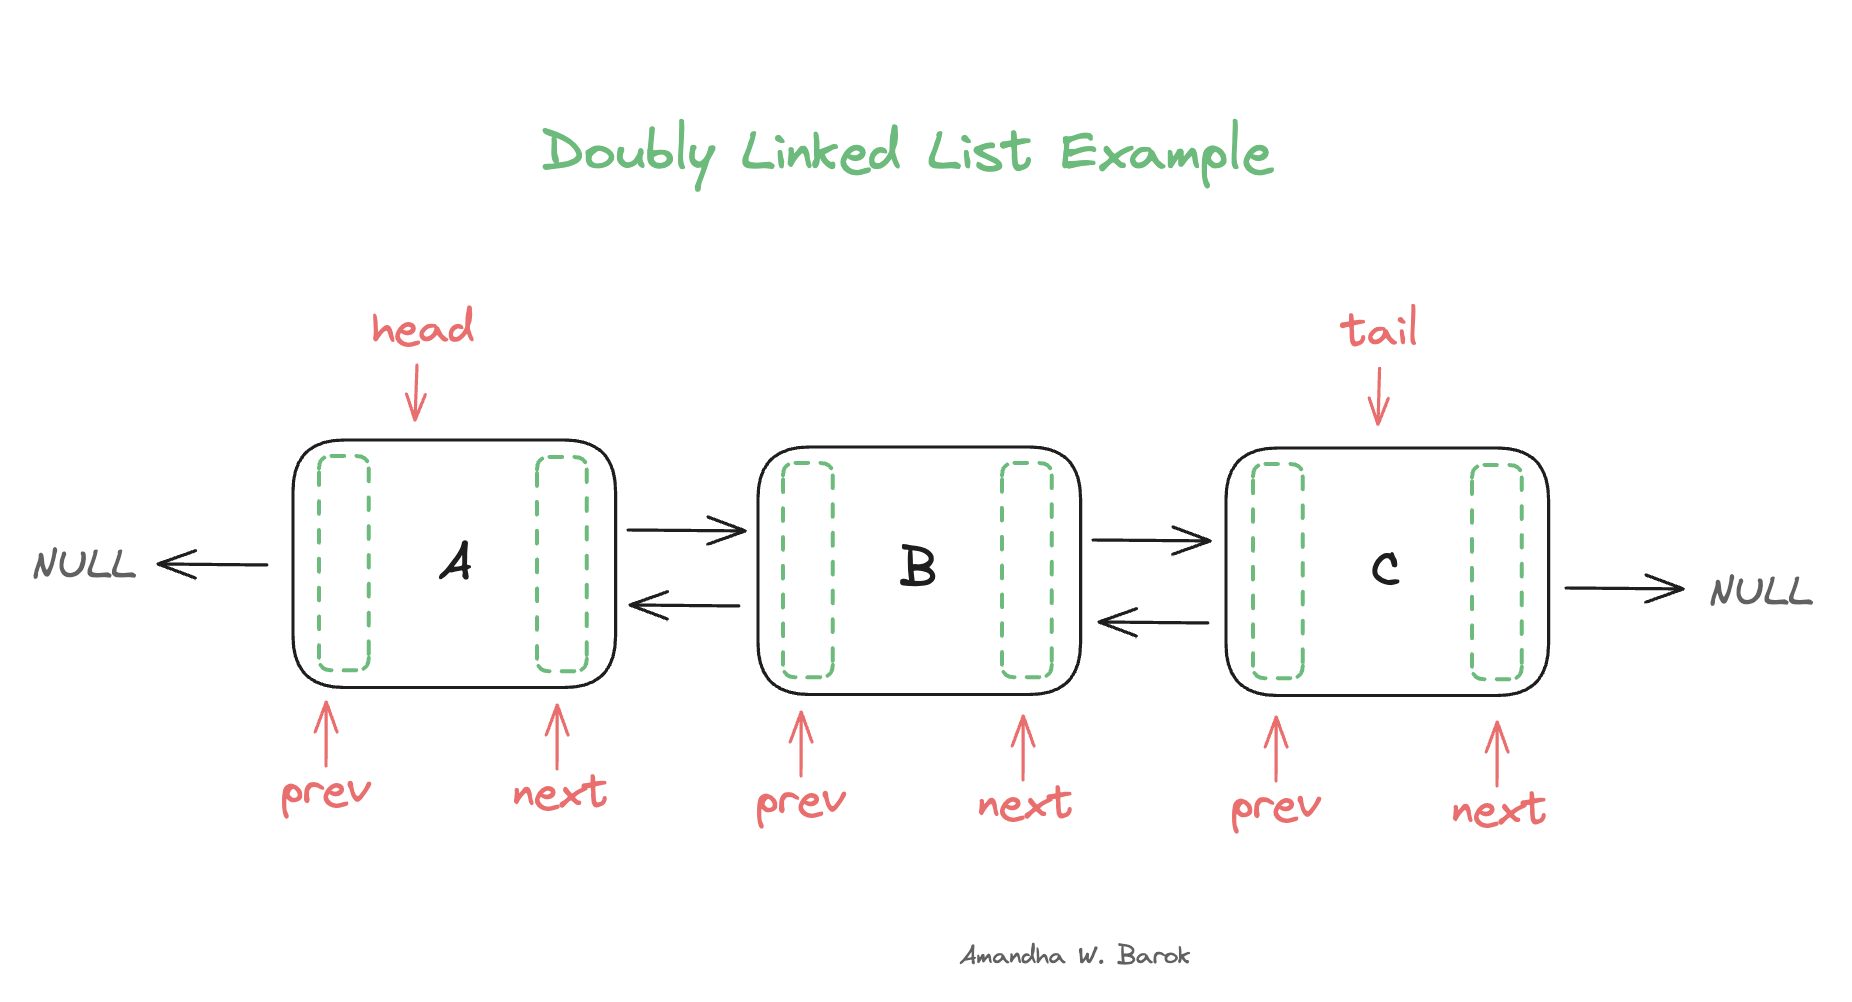 Doubly Linked List Example
head
tail
NULL
A
B
C
NULL
prev
next
prev
next
prev
next
Amandha W. Barok